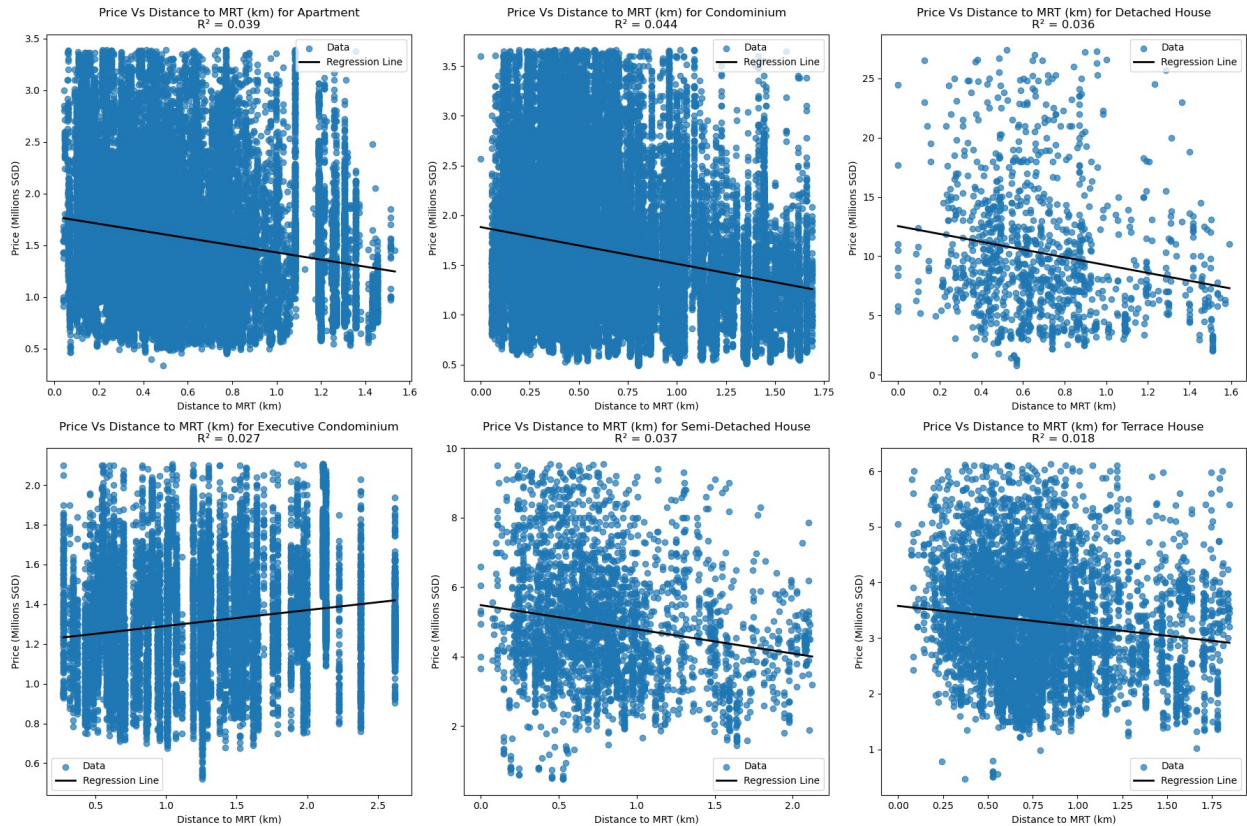 Price Vs Distance to MRT (km) for Apartment
R² = 0.039
Price (Millions SGD)
3.5
3.0
2.5
2.0
1.5
1.0
0.5
Data
Regression Line
0.0 0.2 0.4 0.6 0.8 1.0 1.2 1.4 1.6
Distance to MRT (km)
Price Vs Distance to MRT (km) for Condominium
R² = 0.044
Price (Millions SGD)
3.5
3.0
2.5
2.0
1.5
1.0
0.5
Data
Regression Line
0.00 0.25 0.50 0.75 1.00 1.25 1.50 1.75
Distance to MRT (km)
Price Vs Distance to MRT (km) for Detached House
R² = 0.036
Price (Millions SGD)
25
20
15
10
5
0
Data
Regression Line
0.0 0.2 0.4 0.6 0.8 1.0 1.2 1.4 1.6
Distance to MRT (km)
Price Vs Distance to MRT (km) for Executive Condominium
R² = 0.027
Price (Millions SGD)
2.0
1.8
1.6
1.4
1.2
1.0
0.8
0.6
Data
Regression Line
0.5 1.0 1.5 2.0 2.5
Distance to MRT (km)
Price Vs Distance to MRT (km) for Semi-Detached House
R² = 0.037
Price (Millions SGD)
10
8
6
4
2
Data
Regression Line
0.0 0.5 1.0 1.5 2.0
Distance to MRT (km)
Price Vs Distance to MRT (km) for Terrace House
R² = 0.018
Price (Millions SGD)
6
5
4
3
2
1
Data
Regression Line
0.00 0.25 0.50 0.75 1.00 1.25 1.50 1.75
Distance to MRT (km)